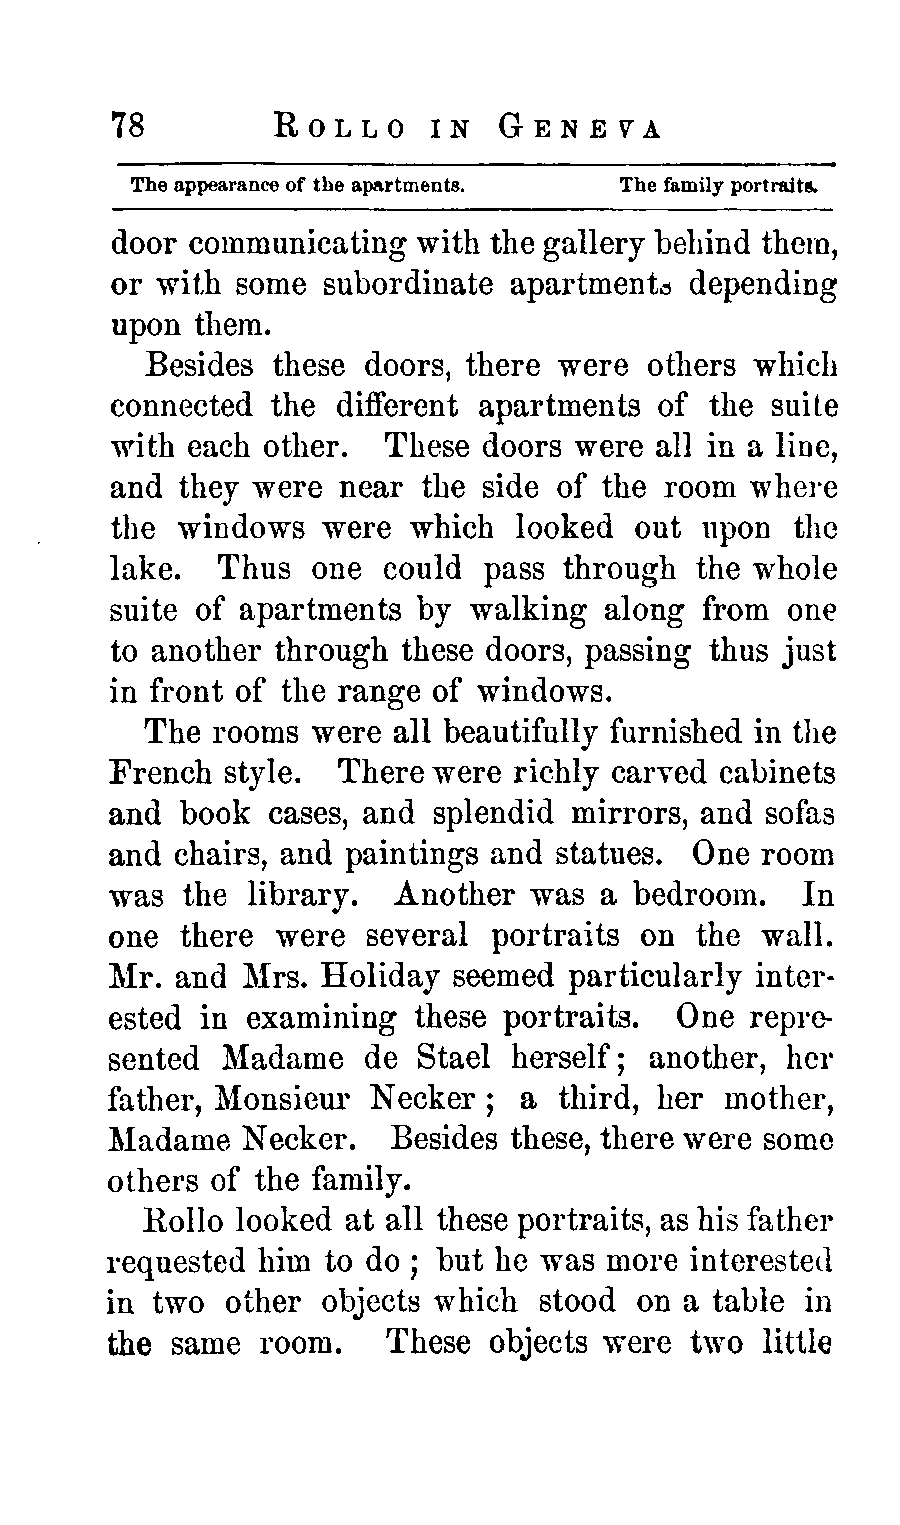 78 ROLLO IN GENEVA
The appearance of the apartments. The family portraits.
door communicating with the gallery behind them,
or with some subordinate apartments depending
upon them.
Besides these doors, there were others which
connected the different apartments of the suite
with each other. These doors were all in a line,
and they were near the side of the room where
the windows were which looked out upon the
lake. Thus one could pass through the whole
suite of apartments by walking along from one
to another through these doors, passing thus just
in front of the range of windows.
The rooms were all beautifully furnished in the
French style. There were richly carved cabinets
and book cases, and splendid mirrors, and sofas
and chairs, and paintings and statues. One room
was the library. Another was a bedroom. In
one there were several portraits on the wall.
Mr. and Mrs. Holiday seemed particularly inter-
ested in examining these portraits. One repre-
sented Madame de Stael herself; another, her
father, Monsieur Necker; a third, her mother,
Madame Necker. Besides these, there were some
others of the family.
Rollo looked at all these portraits, as his father
requested him to do; but he was more interested
in two other objects which stood on a table in
the same room. These objects were two little